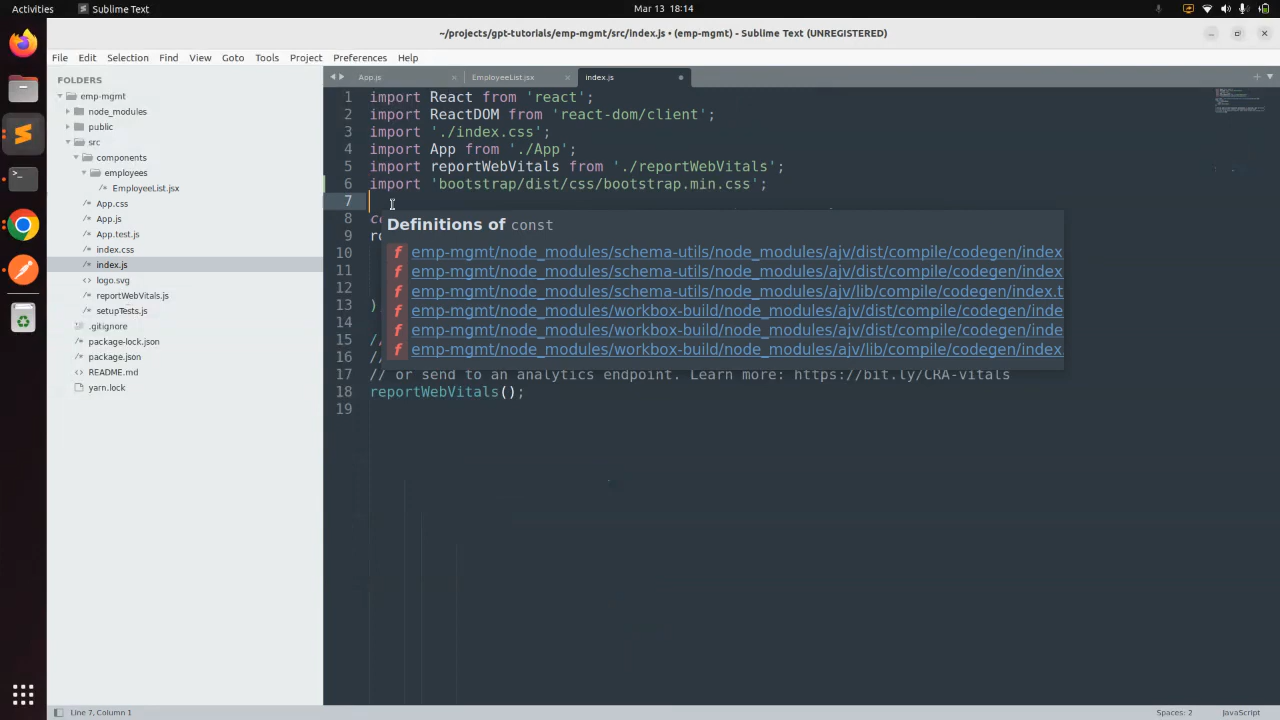 Activities
Sublime Text
Mar 13 18:14
~/projects/gpt-tutorials/emp-mgmt/src/index.js • (emp-mgmt) - Sublime Text (UNREGISTERED)
File Edit Selection Find View Goto Tools Project Preferences Help
FOLDERS
emp-mgmt
node_modules
public
src
components
employees
EmployeeList.jsx
App.css
App.js
App.test.js
index.css
index.js
logo.svg
reportWebVitals.js
setupTests.js
.gitignore
package-lock.json
package.json
README.md
yarn.lock
App.js
EmployeeList.jsx
index.js
1 import React from 'react';
2 import ReactDOM from 'react-dom/client';
3 import './index.css';
4 import App from './App';
5 import reportWebVitals from './reportWebVitals';
6 import 'bootstrap/dist/css/bootstrap.min.css';
7
8
9 ro
10
11
12
13 )
14
15 //
16 //
17 // or send to an analytics endpoint. Learn more: https://bit.ly/CRA-vitals
18 reportWebVitals();
19
Definitions of const
f emp-mgmt/node_modules/schema-utils/node_modules/ajv/dist/compile/codegen/index
f emp-mgmt/node_modules/schema-utils/node_modules/ajv/dist/compile/codegen/index
f emp-mgmt/node_modules/schema-utils/node_modules/ajv/lib/compile/codegen/index.t
f emp-mgmt/node_modules/workbox-build/node_modules/ajv/dist/compile/codegen/inde
f emp-mgmt/node_modules/workbox-build/node_modules/ajv/dist/compile/codegen/inde
f emp-mgmt/node_modules/workbox-build/node_modules/ajv/lib/compile/codegen/index.
Line 7, Column 1
Spaces: 2
JavaScript